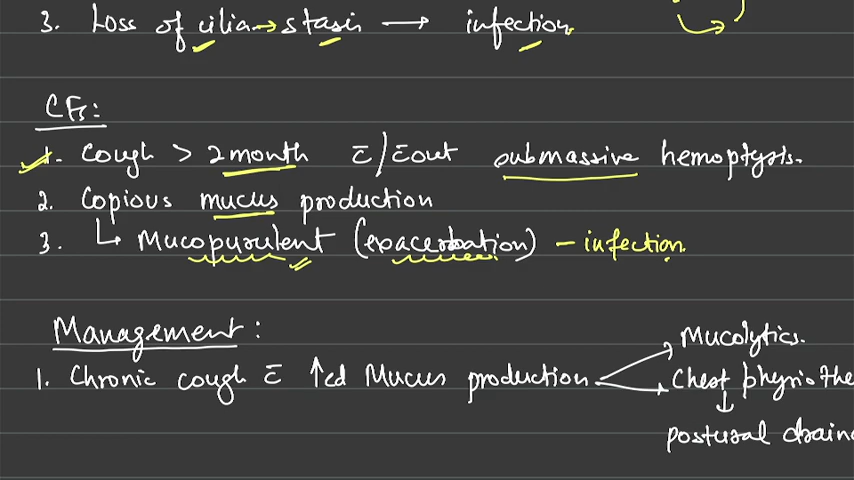 3. Loss of cilia → stasis → infection.
CFs:
1. Cough > 2 month c̄/c̄out submassive hemoptysis.
2. Copious mucus production
3. ↳ Mucopurulent (exacerbation) – infection.
Management:
Mucolytics.
1. Chronic cough c̄ ↑ed Mucus production
Chest physiothe
↓
postural drain